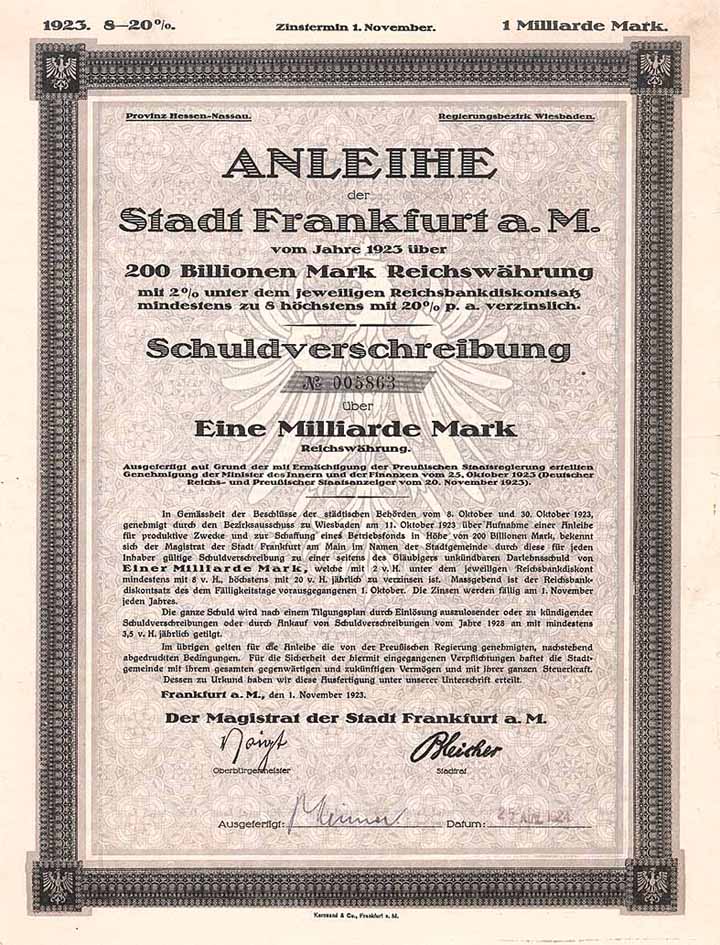 1923. 8–20%. Zinstermin 1. November. 1 Milliarde Mark.
Provinz Hessen-Nassau. Regierungsbezirk Wiesbaden.
ANLEIHE
der
Stadt Frankfurt a. M.
vom Jahre 1923 über
200 Billionen Mark Reichswährung
mit 2% unter dem jeweiligen Reichsbankdiskontsatz
mindestens zu 8 höchstens mit 20% p. a. verzinslich.
Schuldverschreibung
№ 005863
über
Eine Milliarde Mark
Reichswährung.
Ausgefertigt auf Grund der mit Ermächtigung der Preußischen Staatsregierung erteilten
Genehmigung der Minister des Innern und der Finanzen vom 25. Oktober 1923 (Deutscher
Reichs- und Preußischer Staatsanzeiger vom 20. November 1923).
In Gemässheit der Beschlüsse der städtischen Behörden vom 8. Oktober und 30. Oktober 1923,
genehmigt durch den Bezirksausschuss zu Wiesbaden am 11. Oktober 1923 über Aufnahme einer Anleihe
für produktive Zwecke und zur Schaffung eines Betriebsfonds in Höhe von 200 Billionen Mark, bekennt
sich der Magistrat der Stadt Frankfurt am Main im Namen der Stadtgemeinde durch diese für jeden
Inhaber gültige Schuldverschreibung zu einer seitens des Gläubigers unkündbaren Darlehnsschuld von
Einer Milliarde Mark, welche mit 2 v. H. unter dem jeweiligen Reichsbankdiskont
mindestens mit 8 v. H., höchstens mit 20 v. H. jährlich zu verzinsen ist. Massgebend ist der Reichsbank-
diskontsatz des dem Fälligkeitstage vorausgegangenen 1. Oktober. Die Zinsen werden fällig am 1. November
jeden Jahres.
Die ganze Schuld wird nach einem Tilgungsplan durch Einlösung auszulosender oder zu kündigender
Schuldverschreibungen oder durch Ankauf von Schuldverschreibungen vom Jahre 1928 an mit mindestens
3,5 v. H. jährlich getilgt.
Im übrigen gelten für die Anleihe die von der Preußischen Regierung genehmigten, nachstehend
abgedruckten Bedingungen. Für die Sicherheit der hiermit eingegangenen Verpflichtungen haftet die Stadt-
gemeinde mit ihrem gesamten gegenwärtigen und zukünftigen Vermögen und mit ihrer ganzen Steuerkraft.
Dessen zu Urkund haben wir diese Ausfertigung unter unserer Unterschrift erteilt.
Frankfurt a. M., den 1. November 1923.
Der Magistrat der Stadt Frankfurt a. M.
Voigt Bleicher
Oberbürgermeister Stadtrat
Ausgefertigt: Datum:
Kornsand & Co., Frankfurt a. M.